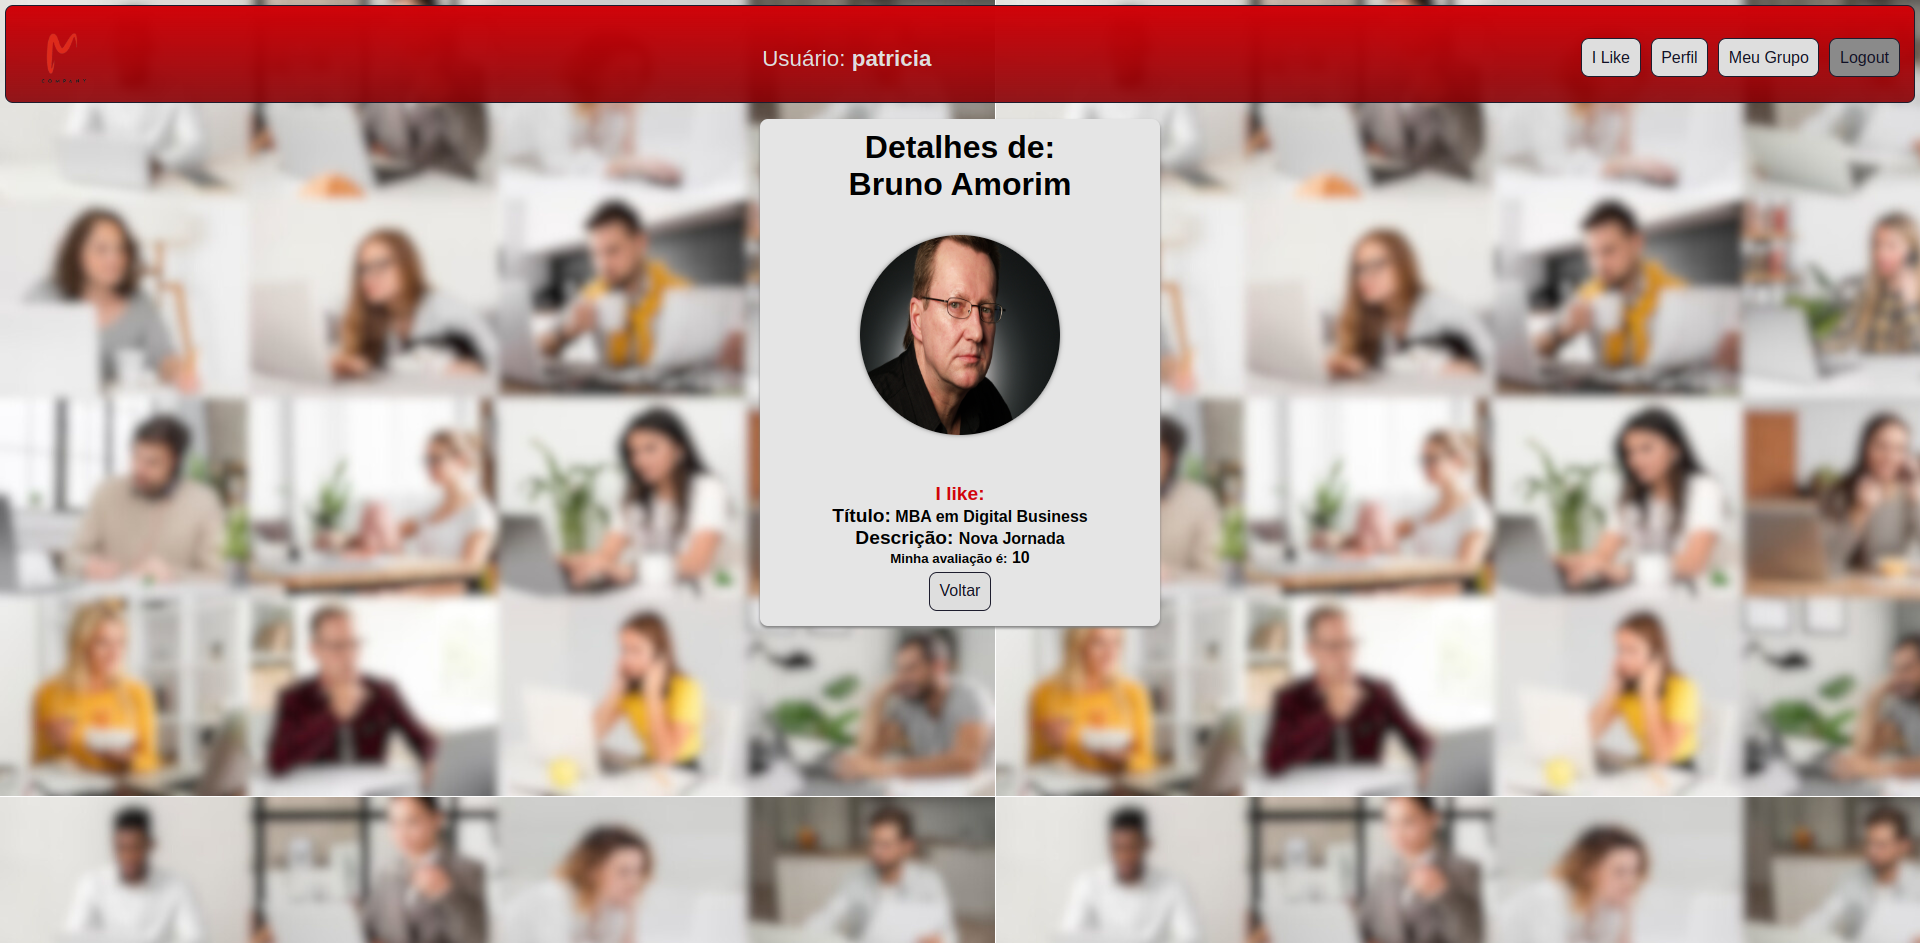 COMPANY
Usuário: patricia
I Like
Perfil
Meu Grupo
Logout
Detalhes de:
Bruno Amorim
I like:
Título: MBA em Digital Business
Descrição: Nova Jornada
Minha avaliação é: 10
Voltar